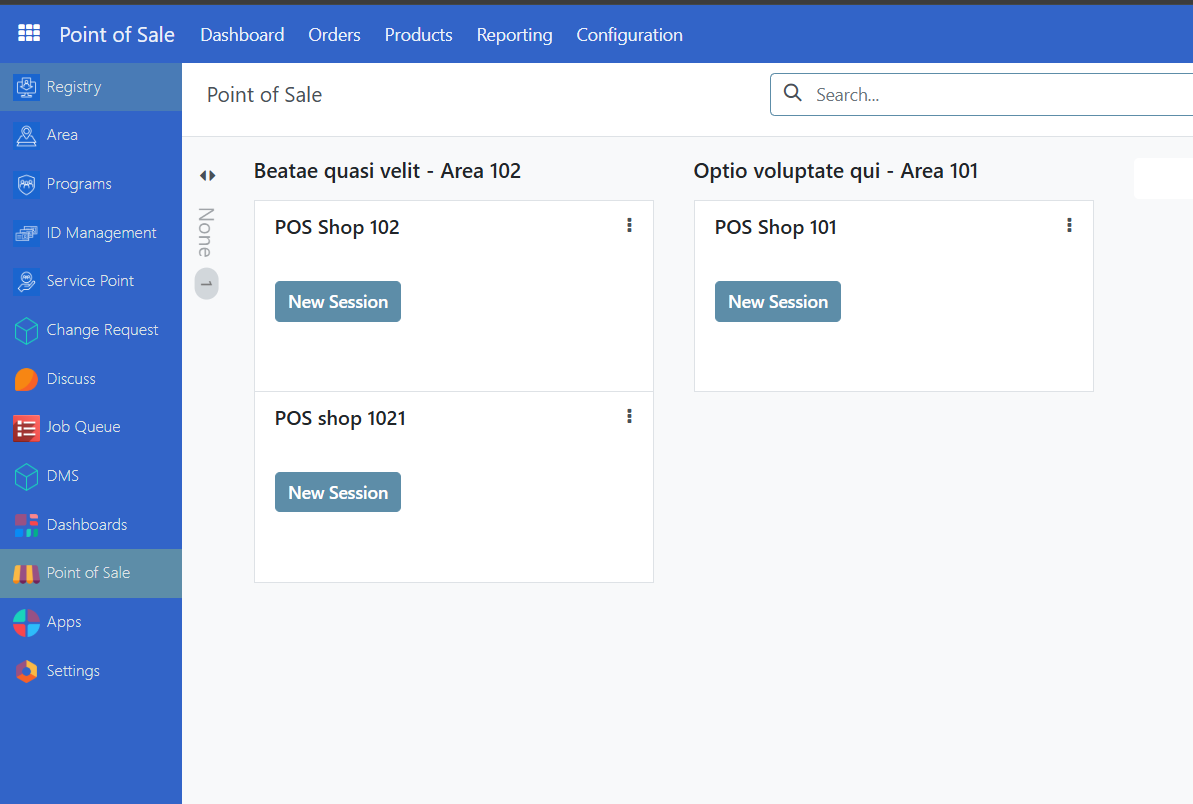 Point of Sale Dashboard Orders Products Reporting Configuration
Registry
Area
Programs
ID Management
Service Point
Change Request
Discuss
Job Queue
DMS
Dashboards
Point of Sale
Apps
Settings
Point of Sale
Search...
None
1
Beatae quasi velit - Area 102
POS Shop 102
New Session
POS shop 1021
New Session
Optio voluptate qui - Area 101
POS Shop 101
New Session